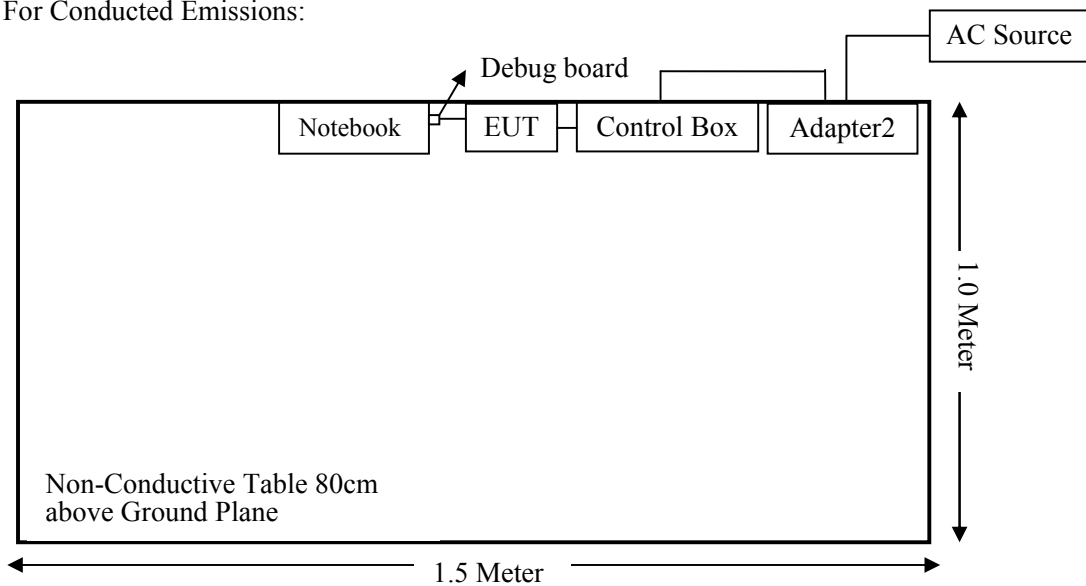 For Conducted Emissions:
AC Source
Debug board
Notebook
EUT
Control Box
Adapter2
1.0 Meter
Non-Conductive Table 80cm
above Ground Plane
1.5 Meter